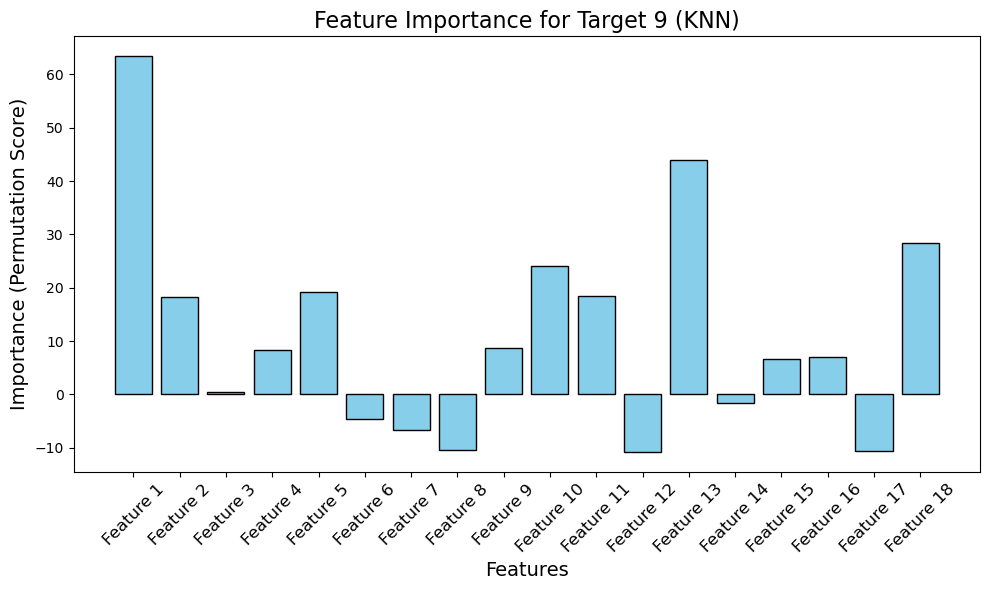 Feature Importance for Target 9 (KNN)
Importance (Permutation Score)
60
50
40
30
20
10
0
−10
Feature 1
Feature 2
Feature 3
Feature 4
Feature 5
Feature 6
Feature 7
Feature 8
Feature 9
Feature 10
Feature 11
Feature 12
Feature 13
Feature 14
Feature 15
Feature 16
Feature 17
Feature 18
Features